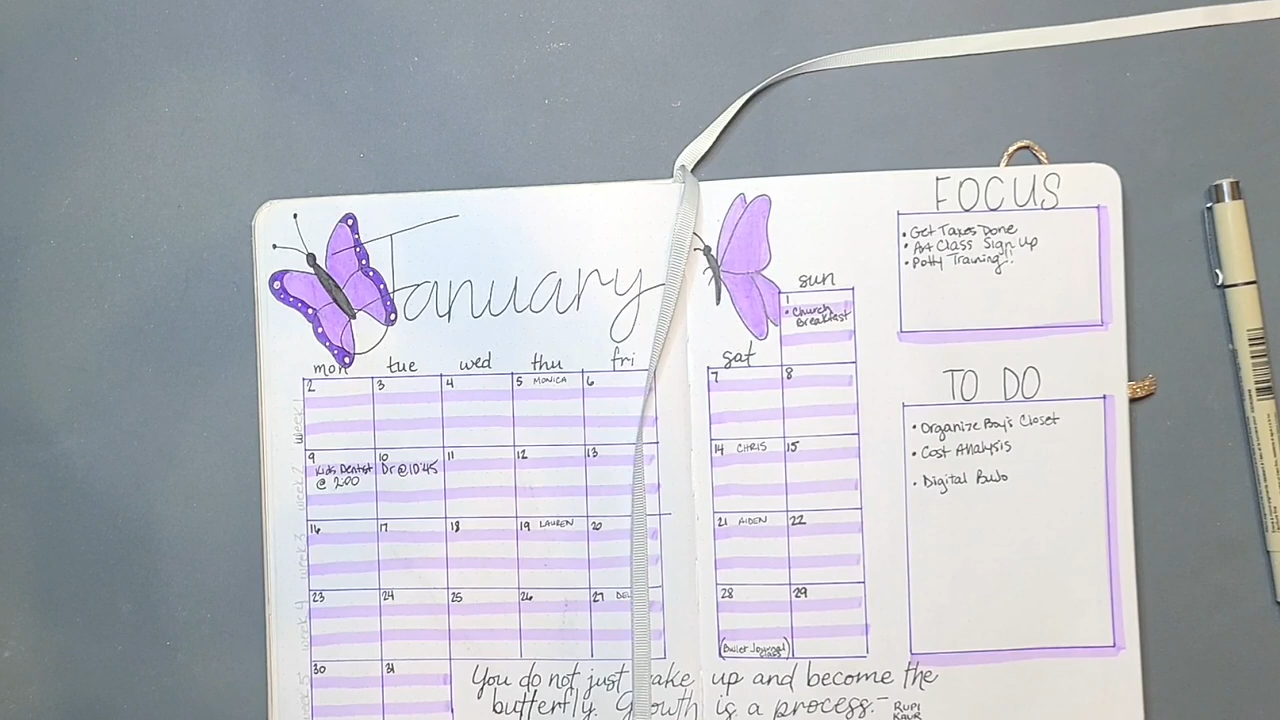 January
mon tue wed thu fri
week 1
2 3 4 5 MONICA 6
week 2
9 Kids Dentist @ 2:00
10 Dr @ 10:45
11 12 13
week 3
16 17 18 19 LAUREN 20
week 4
23 24 25 26 27
week 5
30 31
sat sun
1
• Church
Breakfast
7 8
14 CHRIS 15
21 AIDEN 22
28 29
(Bullet Journal
class)
You do not just wake up and become the
butterfly. Growth is a process. –
RUPI
KAUR
FOCUS
• Get Taxes Done
• Art Class Sign up
• Potty Training!!
TO DO
• Organize Boy's Closet
• Cost Analysis
• Digital BuJo